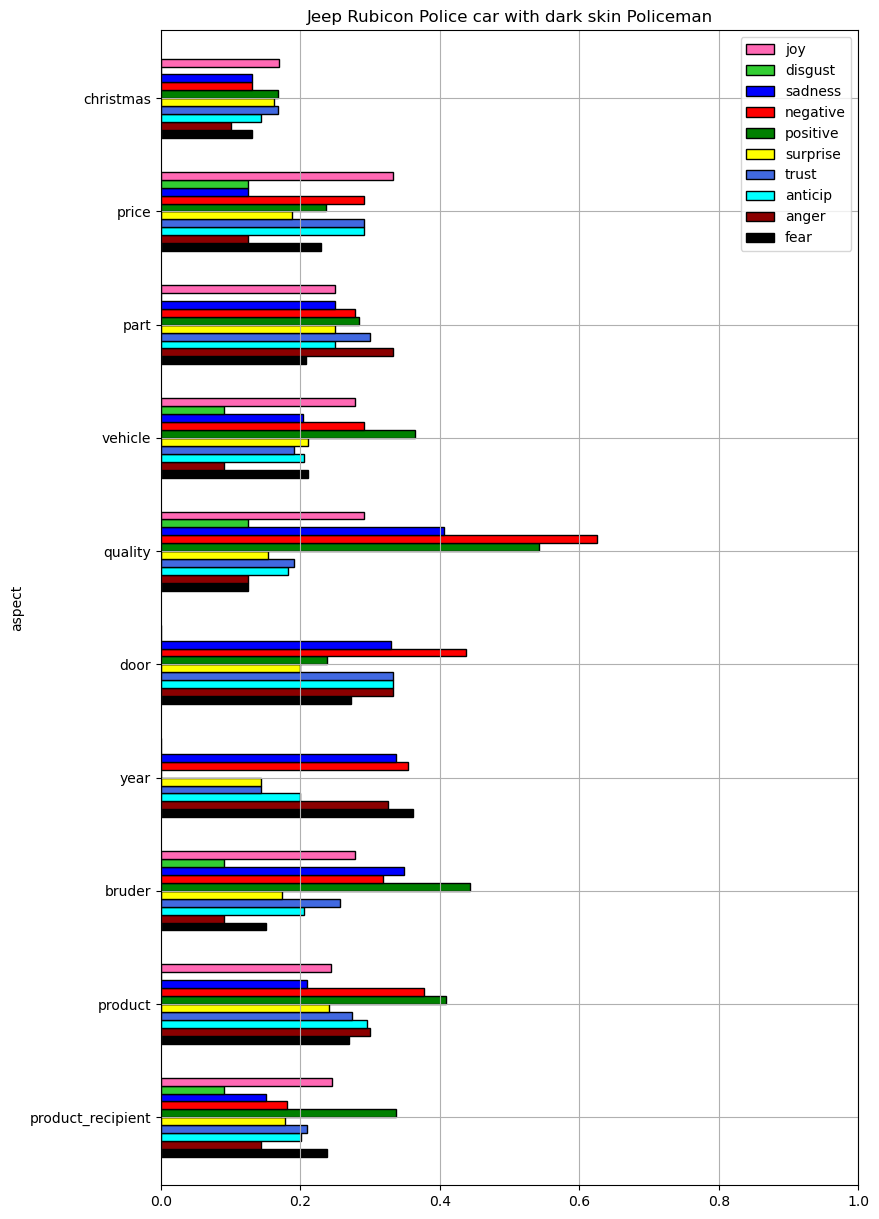 Jeep Rubicon Police car with dark skin Policeman
joy
disgust
sadness
negative
positive
surprise
trust
anticip
anger
fear
aspect
christmas
price
part
vehicle
quality
door
year
bruder
product
product_recipient
0.0 0.2 0.4 0.6 0.8 1.0